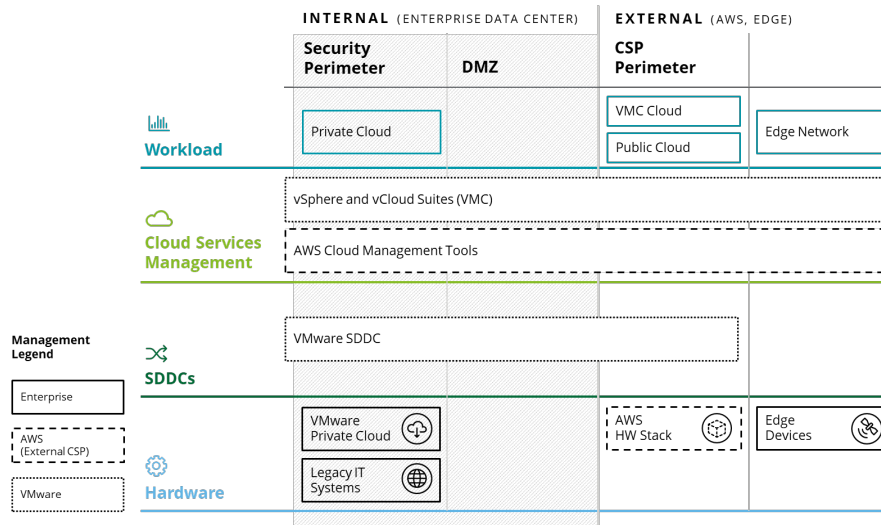 INTERNAL (ENTERPRISE DATA CENTER)
EXTERNAL (AWS, EDGE)
Security
Perimeter
DMZ
CSP
Perimeter
Workload
Private Cloud
VMC Cloud
Public Cloud
Edge Network
Cloud Services
Management
vSphere and vCloud Suites (VMC)
AWS Cloud Management Tools
SDDCs
VMware SDDC
Hardware
VMware
Private Cloud
Legacy IT
Systems
AWS
HW Stack
Edge
Devices
Management
Legend
Enterprise
AWS
(External CSP)
VMware